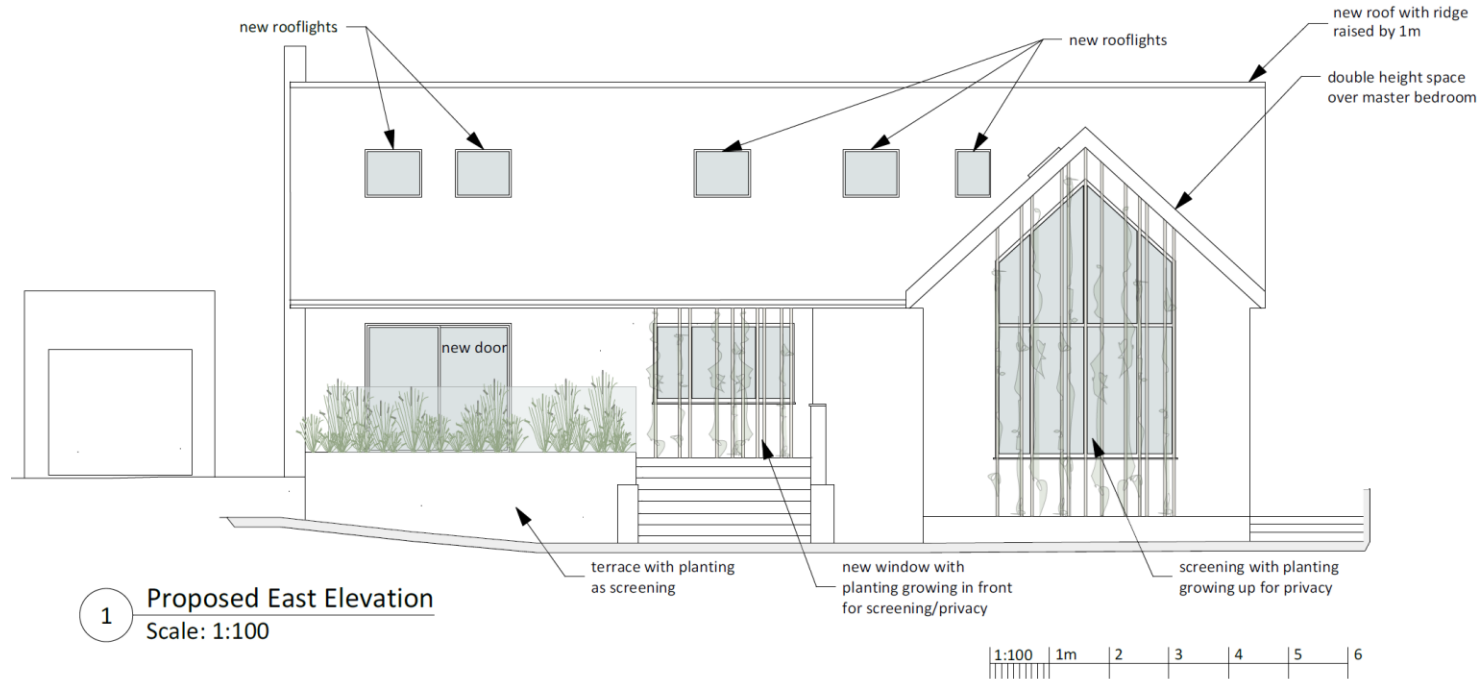 new rooflights
new rooflights
new roof with ridge
raised by 1m
double height space
over master bedroom
new door
terrace with planting
as screening
new window with
planting growing in front
for screening/privacy
screening with planting
growing up for privacy
1
Proposed East Elevation
Scale: 1:100
1:100 1m 2 3 4 5 6